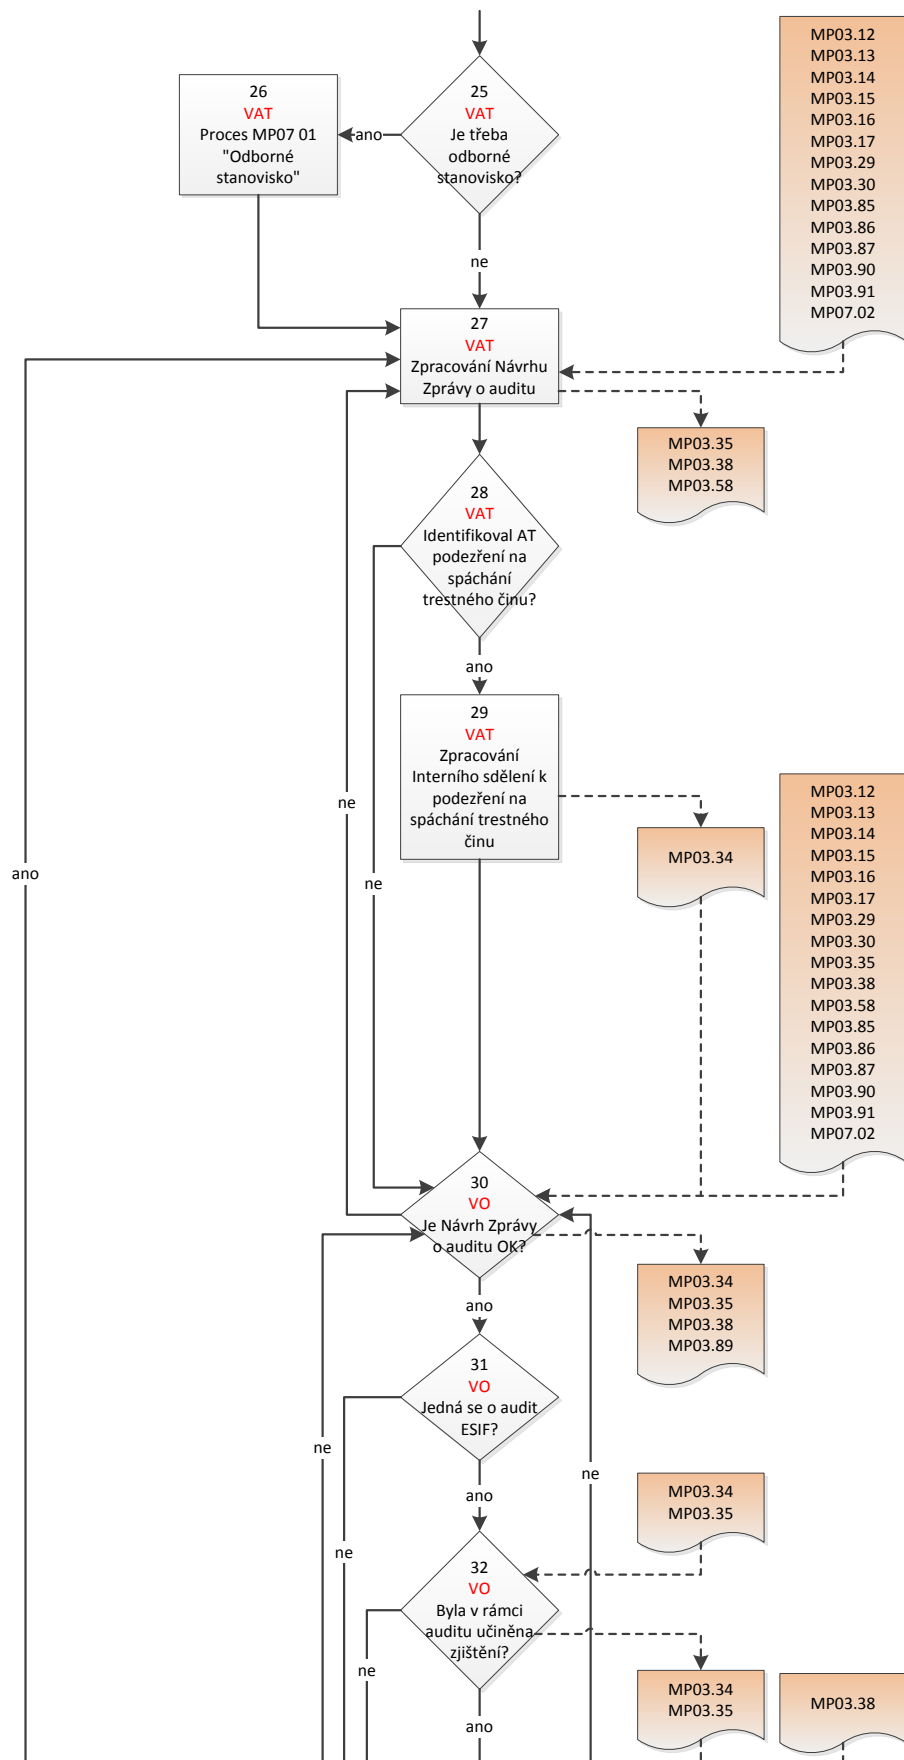 25
VAT
Je třeba
odborné
stanovisko?
ano
26
VAT
Proces MP07 01
"Odborné
stanovisko"
ne
MP03.12
MP03.13
MP03.14
MP03.15
MP03.16
MP03.17
MP03.29
MP03.30
MP03.85
MP03.86
MP03.87
MP03.90
MP03.91
MP07.02
27
VAT
Zpracování Návrhu
Zprávy o auditu
MP03.35
MP03.38
MP03.58
28
VAT
Identifikoval AT
podezření na
spáchání
trestného činu?
ano
29
VAT
Zpracování
Interního sdělení k
podezření na
spáchání trestného
činu
ne
ano
ne
MP03.34
MP03.12
MP03.13
MP03.14
MP03.15
MP03.16
MP03.17
MP03.29
MP03.30
MP03.35
MP03.38
MP03.58
MP03.85
MP03.86
MP03.87
MP03.90
MP03.91
MP07.02
30
VO
Je Návrh Zprávy
o auditu OK?
ano
MP03.34
MP03.35
MP03.38
MP03.89
31
VO
Jedná se o audit
ESIF?
ne
ne
ano
ne
MP03.34
MP03.35
32
VO
Byla v rámci
auditu učiněna
zjištění?
ne
ano
MP03.34
MP03.35
MP03.38